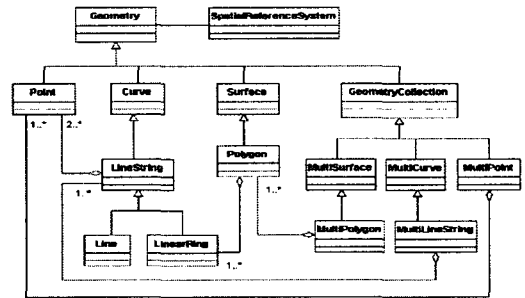 Geometry
SpatialReferenceSystem
Point
Curve
Surface
GeometryCollection
1..*
2..*
LineString
Polygon
MultiSurface
MultiCurve
MultiPoint
1..*
1..*
Line
LinearRing
MultiPolygon
MultiLineString
1..*